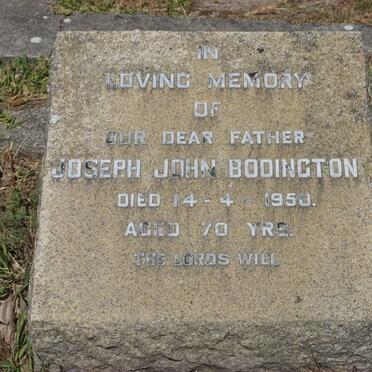 IN
LOVING MEMORY
OF
OUR DEAR FATHER
JOSEPH JOHN BODINGTON
DIED 14-4-1950.
AGED 70 YRS.
THE LORDS WILL